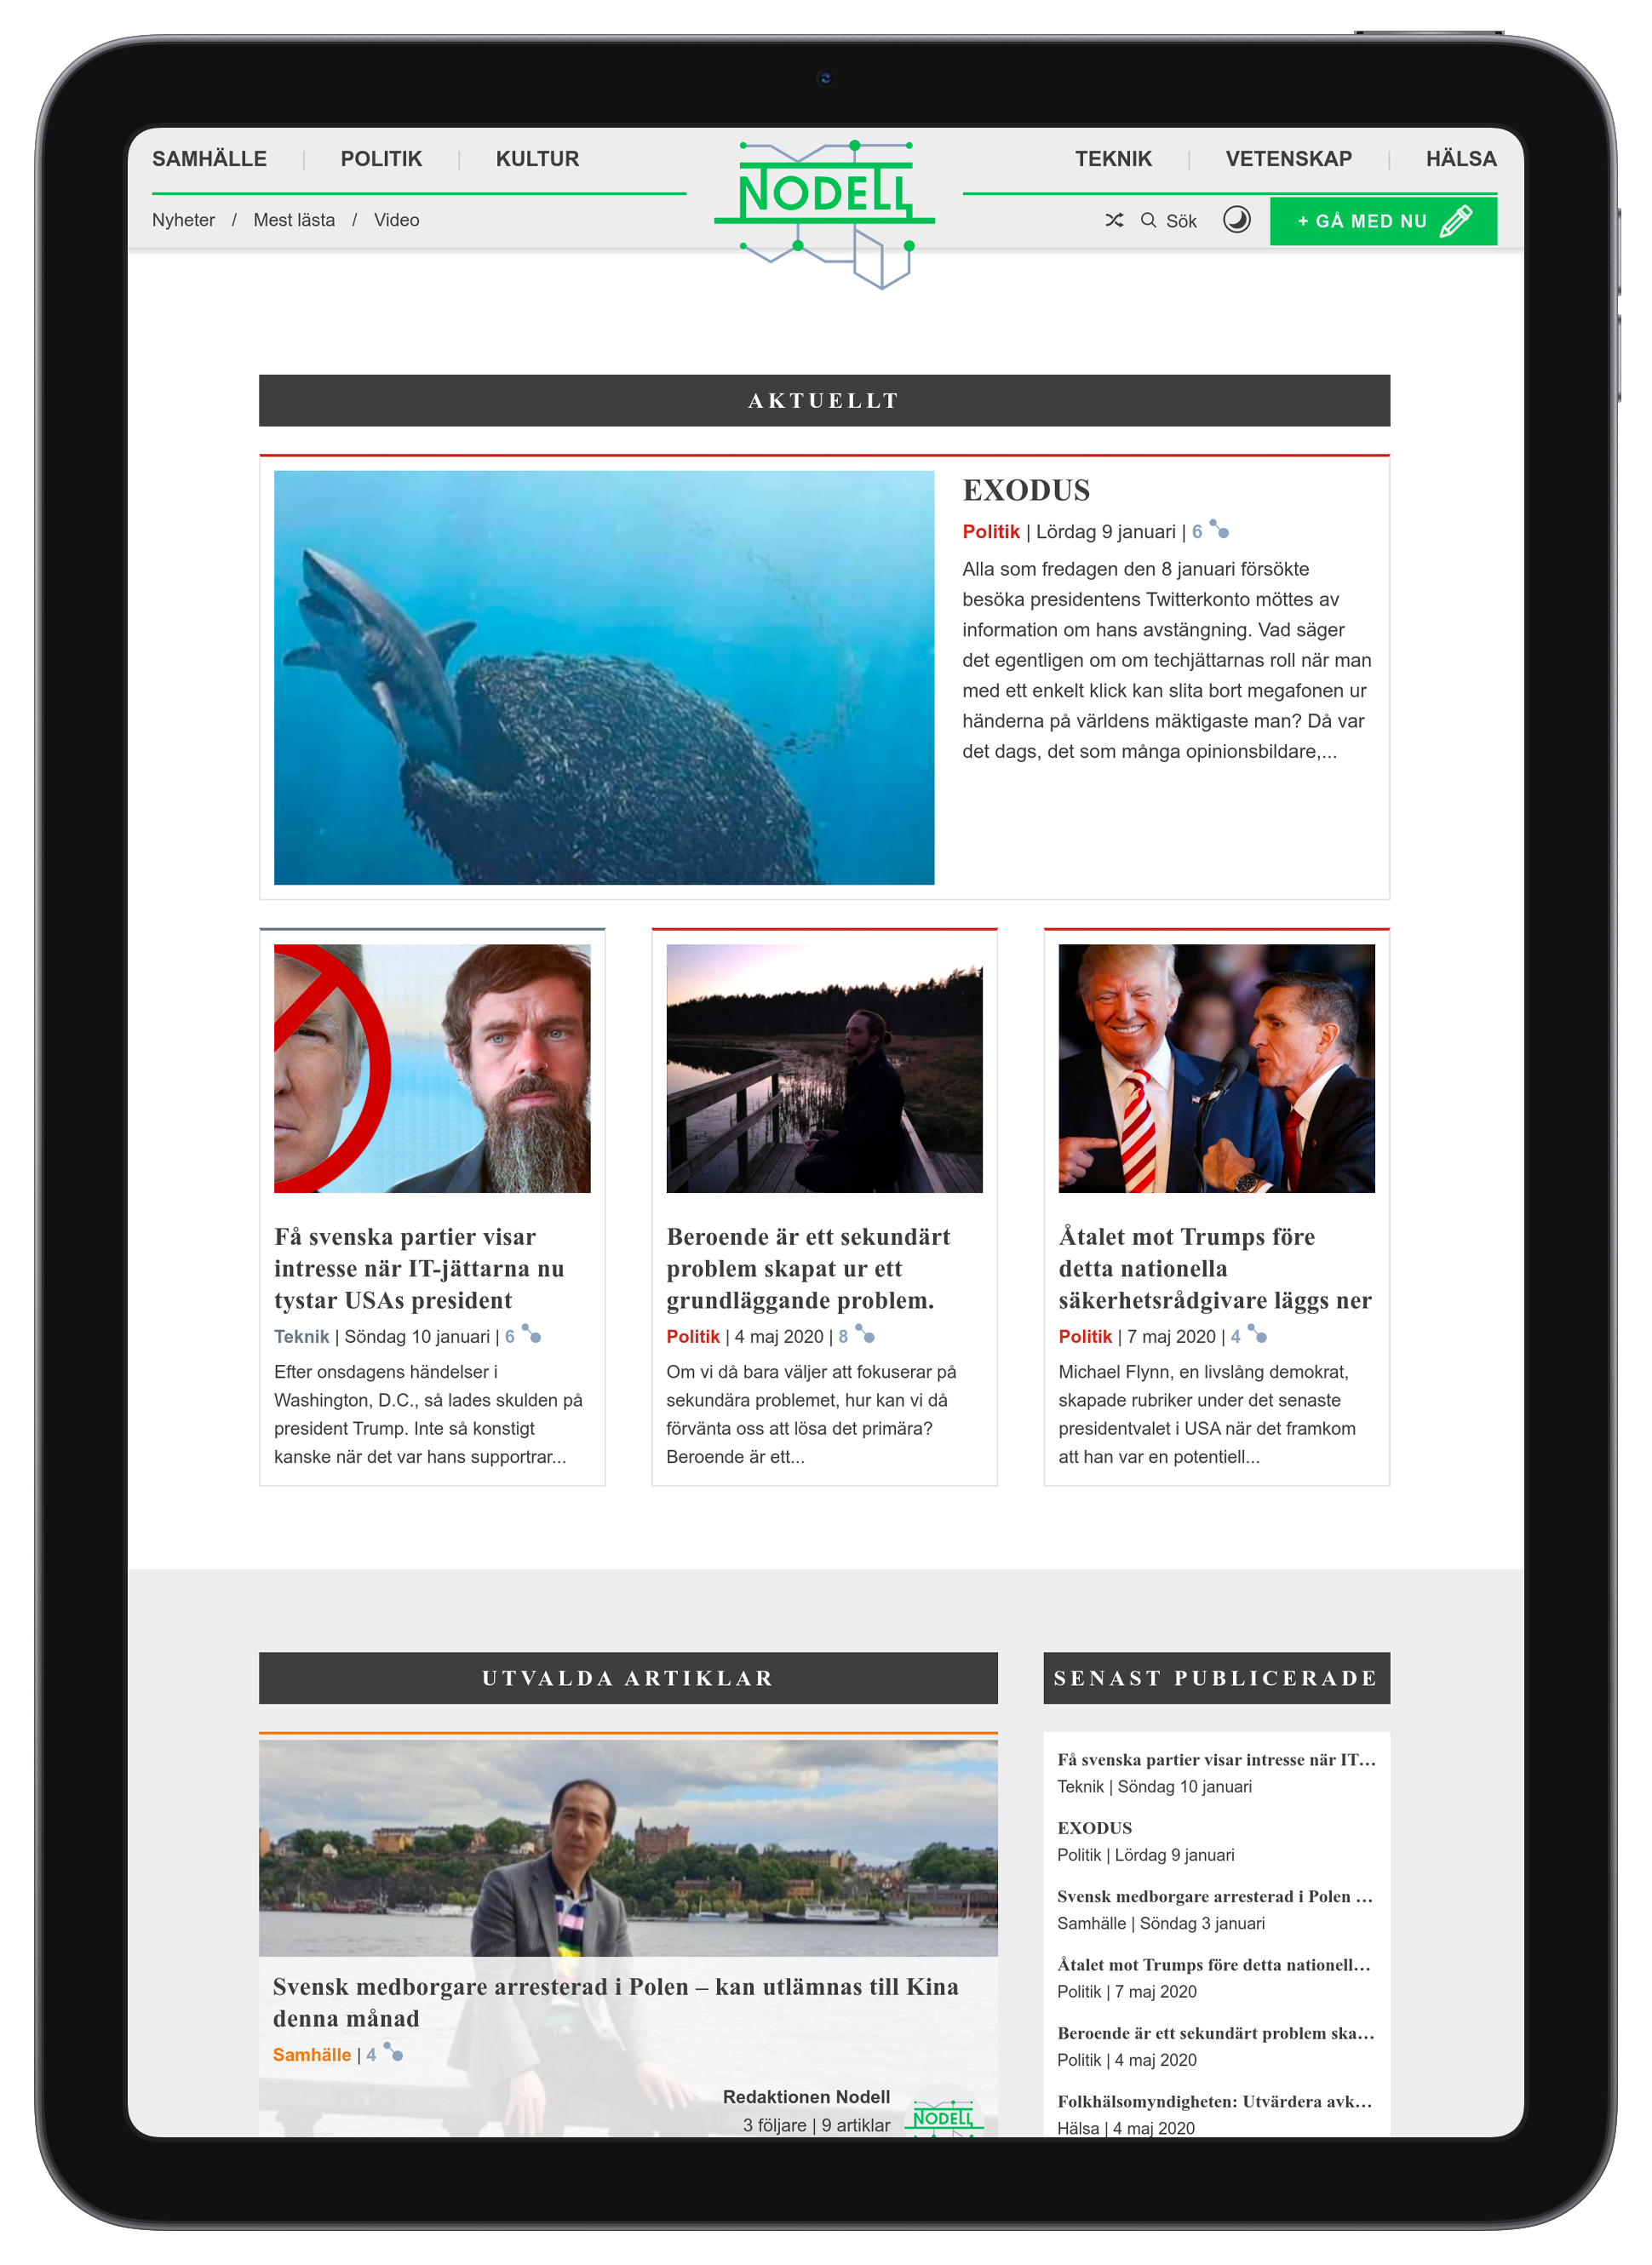 SAMHÄLLE | POLITIK | KULTUR
NODELL
TEKNIK | VETENSKAP | HÄLSA
Nyheter / Mest lästa / Video
Sök
+ GÅ MED NU
AKTUELLT
EXODUS
Politik | Lördag 9 januari | 6
Alla som fredagen den 8 januari försökte
besöka presidentens Twitterkonto möttes av
information om hans avstängning. Vad säger
det egentligen om om techjättarnas roll när man
med ett enkelt klick kan slita bort megafonen ur
händerna på världens mäktigaste man? Då var
det dags, det som många opinionsbildare,...
Få svenska partier visar
intresse när IT-jättarna nu
tystar USAs president
Teknik | Söndag 10 januari | 6
Efter onsdagens händelser i
Washington, D.C., så lades skulden på
president Trump. Inte så konstigt
kanske när det var hans supportrar...
Beroende är ett sekundärt
problem skapat ur ett
grundläggande problem.
Politik | 4 maj 2020 | 8
Om vi då bara väljer att fokuserar på
sekundära problemet, hur kan vi då
förvänta oss att lösa det primära?
Beroende är ett...
Åtalet mot Trumps före
detta nationella
säkerhetsrådgivare läggs ner
Politik | 7 maj 2020 | 4
Michael Flynn, en livslång demokrat,
skapade rubriker under det senaste
presidentvalet i USA när det framkom
att han var en potentiell...
UTVALDA ARTIKLAR
Svensk medborgare arresterad i Polen – kan utlämnas till Kina
denna månad
Samhälle | 4
Redaktionen Nodell
3 följare | 9 artiklar
NODELL
SENAST PUBLICERADE
Få svenska partier visar intresse när IT...
Teknik | Söndag 10 januari
EXODUS
Politik | Lördag 9 januari
Svensk medborgare arresterad i Polen ...
Samhälle | Söndag 3 januari
Åtalet mot Trumps före detta nationell...
Politik | 7 maj 2020
Beroende är ett sekundärt problem ska...
Politik | 4 maj 2020
Folkhälsomyndigheten: Utvärdera avk...
Hälsa | 4 maj 2020